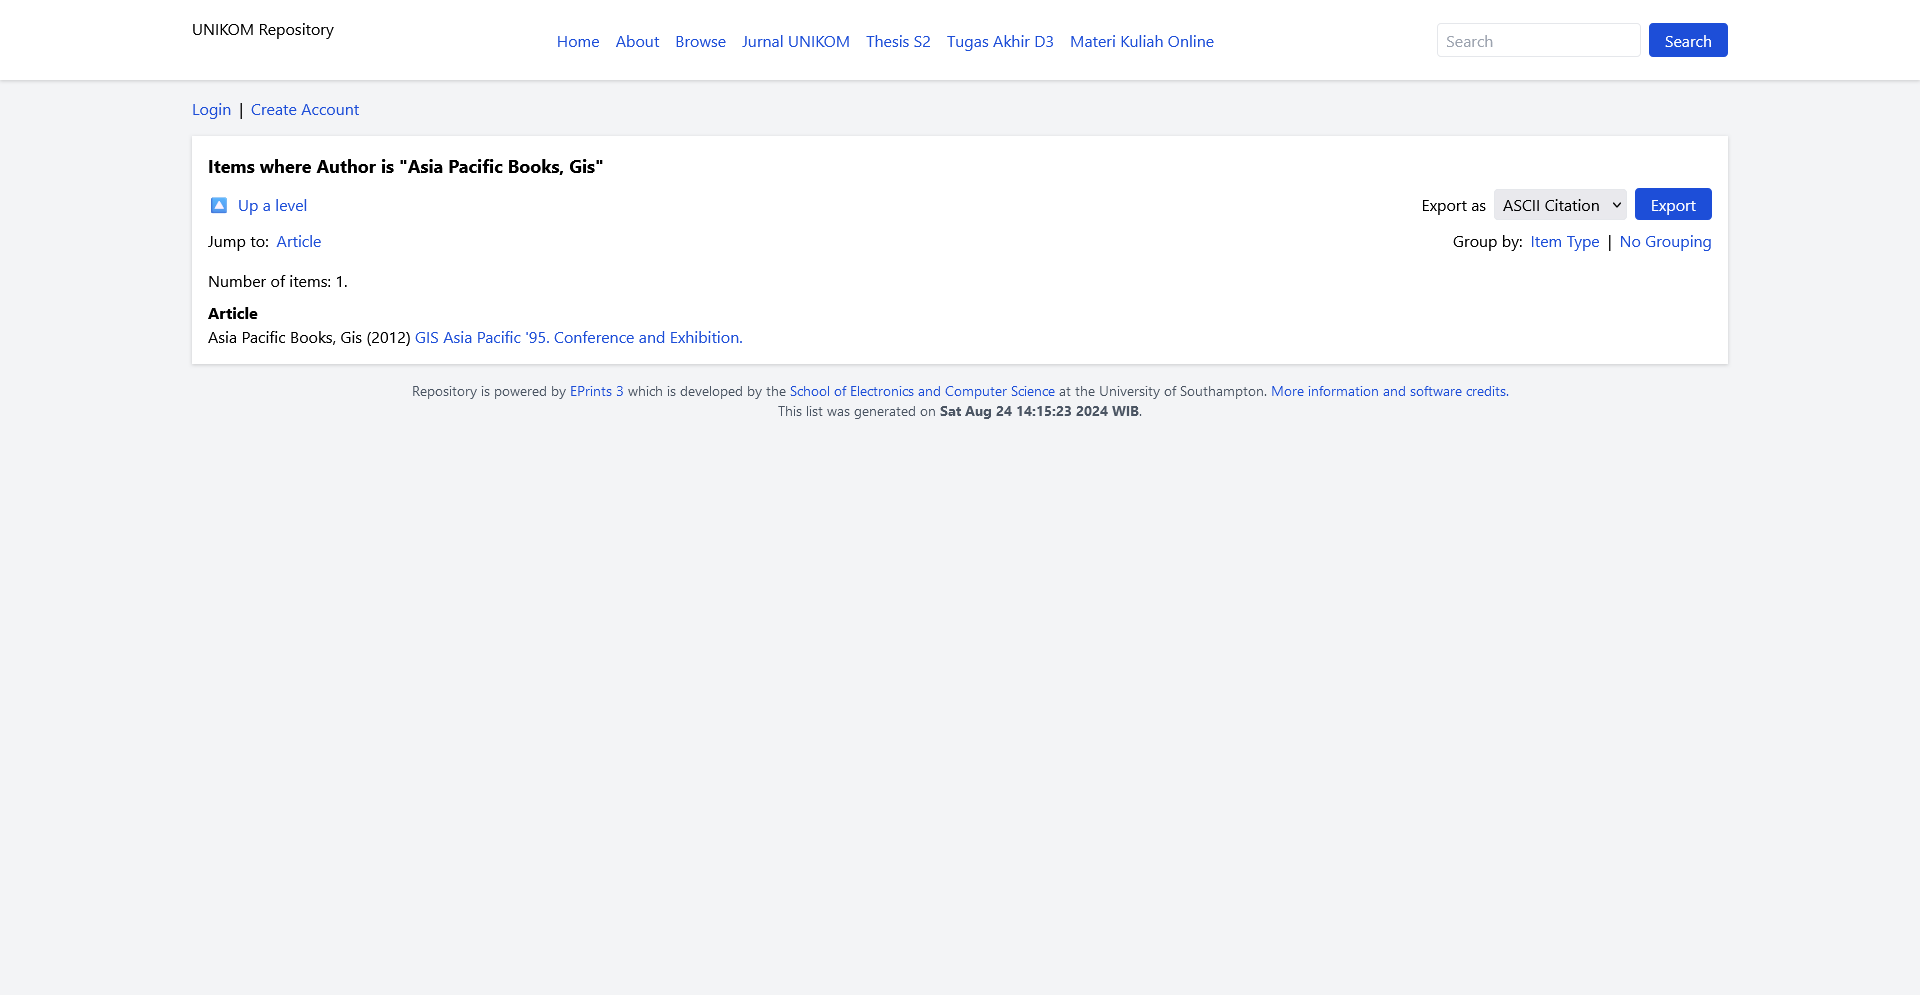 UNIKOM Repository
Home About Browse Jurnal UNIKOM Thesis S2 Tugas Akhir D3 Materi Kuliah Online
Search Search
Login | Create Account
Items where Author is "Asia Pacific Books, Gis"
Up a level
Export as ASCII Citation Export
Jump to: Article
Group by: Item Type | No Grouping
Number of items: 1.
Article
Asia Pacific Books, Gis (2012) GIS Asia Pacific '95. Conference and Exhibition.
Repository is powered by EPrints 3 which is developed by the School of Electronics and Computer Science at the University of Southampton. More information and software credits.
This list was generated on Sat Aug 24 14:15:23 2024 WIB.